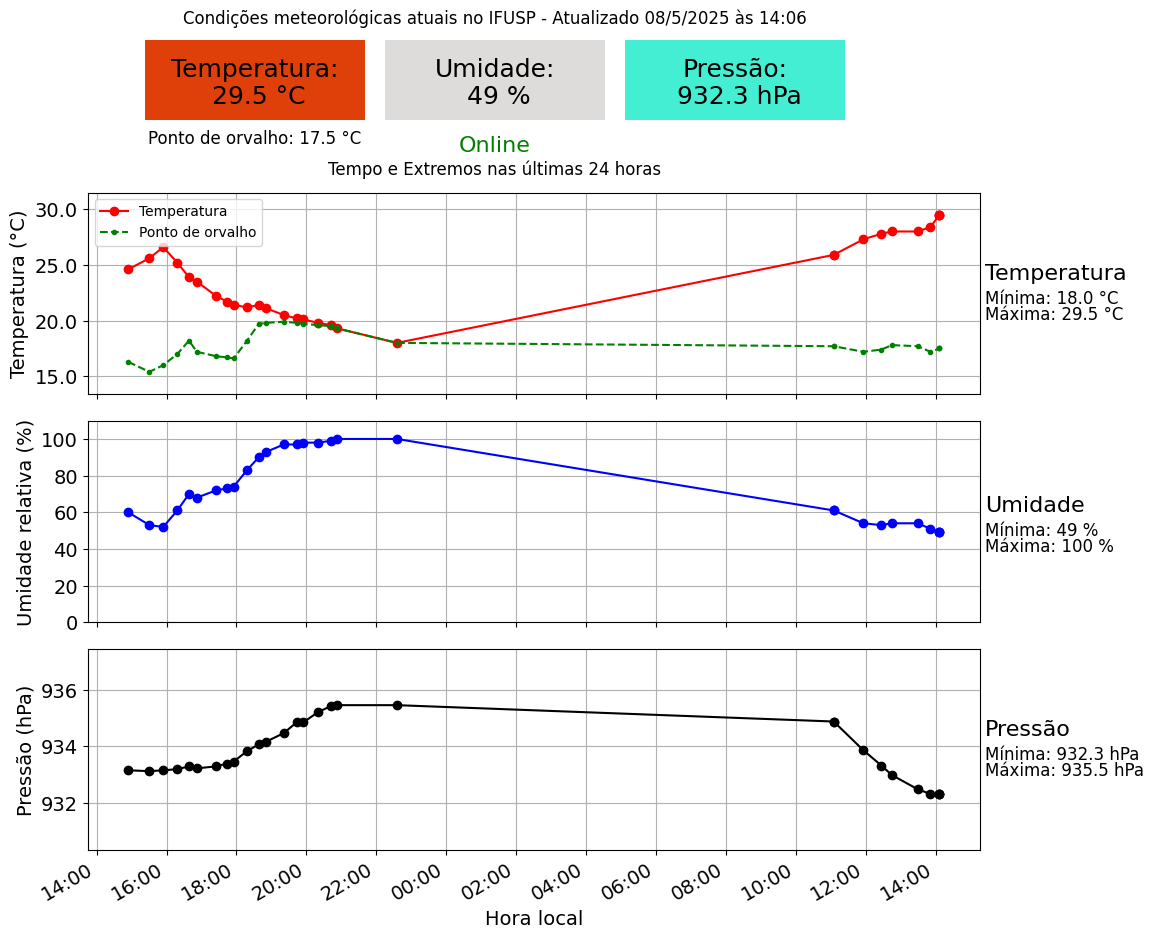 Condições meteorológicas atuais no IFUSP - Atualizado 08/5/2025 às 14:06
Temperatura:
29.5 °C
Umidade:
49 %
Pressão:
932.3 hPa
Ponto de orvalho: 17.5 °C
Online
Tempo e Extremos nas últimas 24 horas
Temperatura (°C)
30.0
25.0
20.0
15.0
Temperatura
Ponto de orvalho
Temperatura
Mínima: 18.0 °C
Máxima: 29.5 °C
Umidade relativa (%)
100
80
60
40
20
0
Umidade
Mínima: 49 %
Máxima: 100 %
Pressão (hPa)
936
934
932
Pressão
Mínima: 932.3 hPa
Máxima: 935.5 hPa
14:00 16:00 18:00 20:00 22:00 00:00 02:00 04:00 06:00 08:00 10:00 12:00 14:00
Hora local